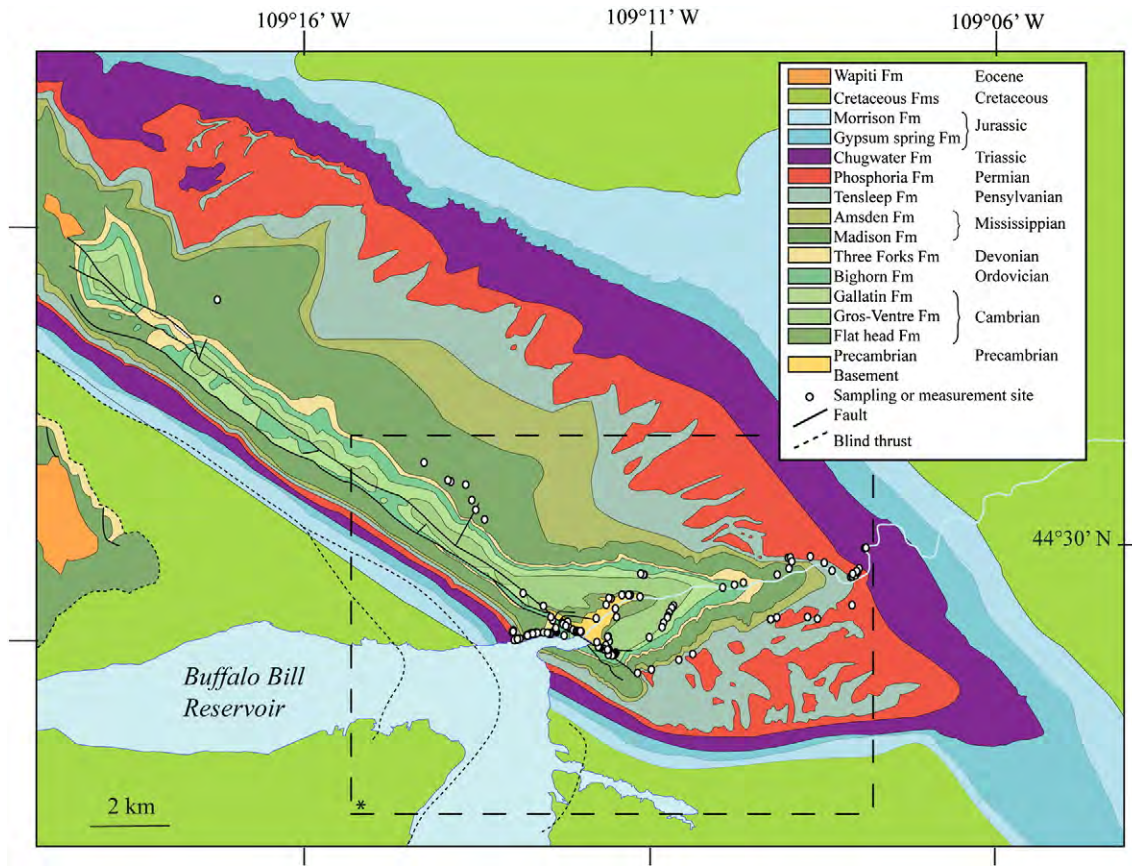 109°16’ W
109°11’ W
109°06’ W
Wapiti Fm Eocene
Cretaceous Fms Cretaceous
Morrison Fm
Jurassic
Gypsum spring Fm
Chugwater Fm Triassic
Phosphoria Fm Permian
Tensleep Fm Pensylvanian
Amsden Fm
Mississippian
Madison Fm
Three Forks Fm Devonian
Bighorn Fm Ordovician
Gallatin Fm
Gros-Ventre Fm Cambrian
Flat head Fm
Precambrian Precambrian
Basement
Sampling or measurement site
Fault
Blind thrust
44°30’ N
Buffalo Bill
Reservoir
2 km
*